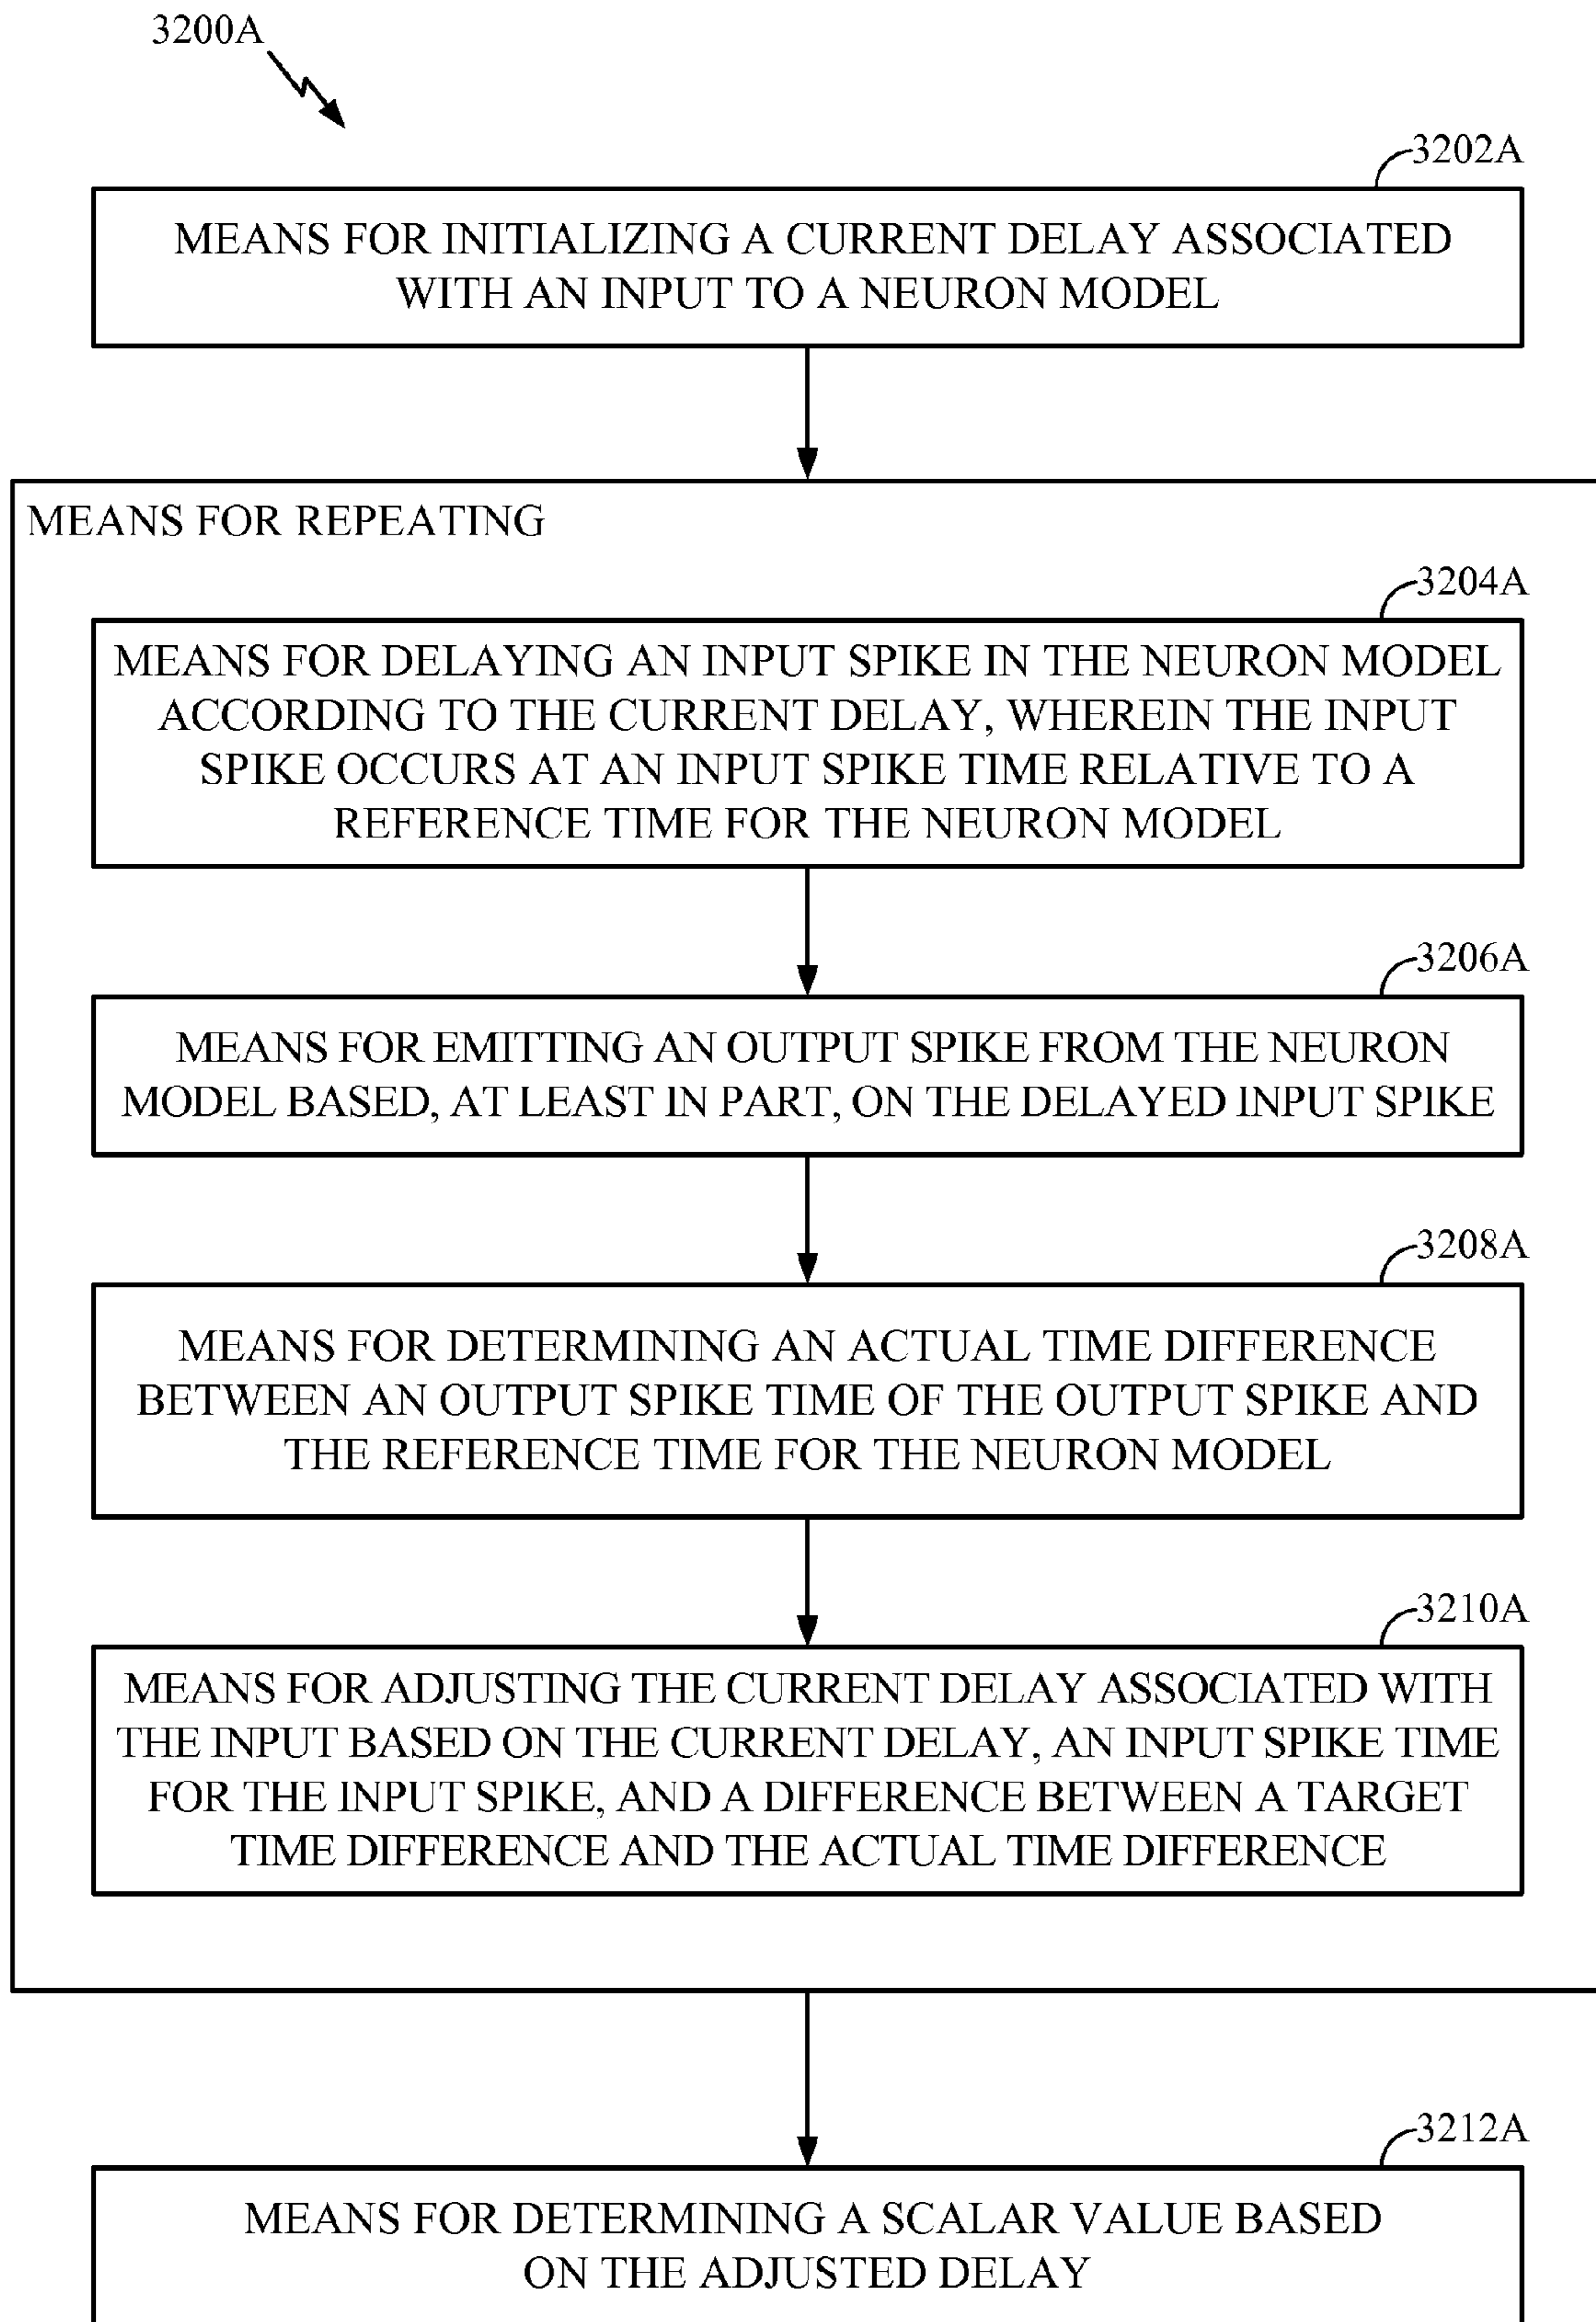 3200A
3202A
MEANS FOR INITIALIZING A CURRENT DELAY ASSOCIATED
WITH AN INPUT TO A NEURON MODEL
MEANS FOR REPEATING
3204A
MEANS FOR DELAYING AN INPUT SPIKE IN THE NEURON MODEL
ACCORDING TO THE CURRENT DELAY, WHEREIN THE INPUT
SPIKE OCCURS AT AN INPUT SPIKE TIME RELATIVE TO A
REFERENCE TIME FOR THE NEURON MODEL
3206A
MEANS FOR EMITTING AN OUTPUT SPIKE FROM THE NEURON
MODEL BASED, AT LEAST IN PART, ON THE DELAYED INPUT SPIKE
3208A
MEANS FOR DETERMINING AN ACTUAL TIME DIFFERENCE
BETWEEN AN OUTPUT SPIKE TIME OF THE OUTPUT SPIKE AND
THE REFERENCE TIME FOR THE NEURON MODEL
3210A
MEANS FOR ADJUSTING THE CURRENT DELAY ASSOCIATED WITH
THE INPUT BASED ON THE CURRENT DELAY, AN INPUT SPIKE TIME
FOR THE INPUT SPIKE, AND A DIFFERENCE BETWEEN A TARGET
TIME DIFFERENCE AND THE ACTUAL TIME DIFFERENCE
3212A
MEANS FOR DETERMINING A SCALAR VALUE BASED
ON THE ADJUSTED DELAY